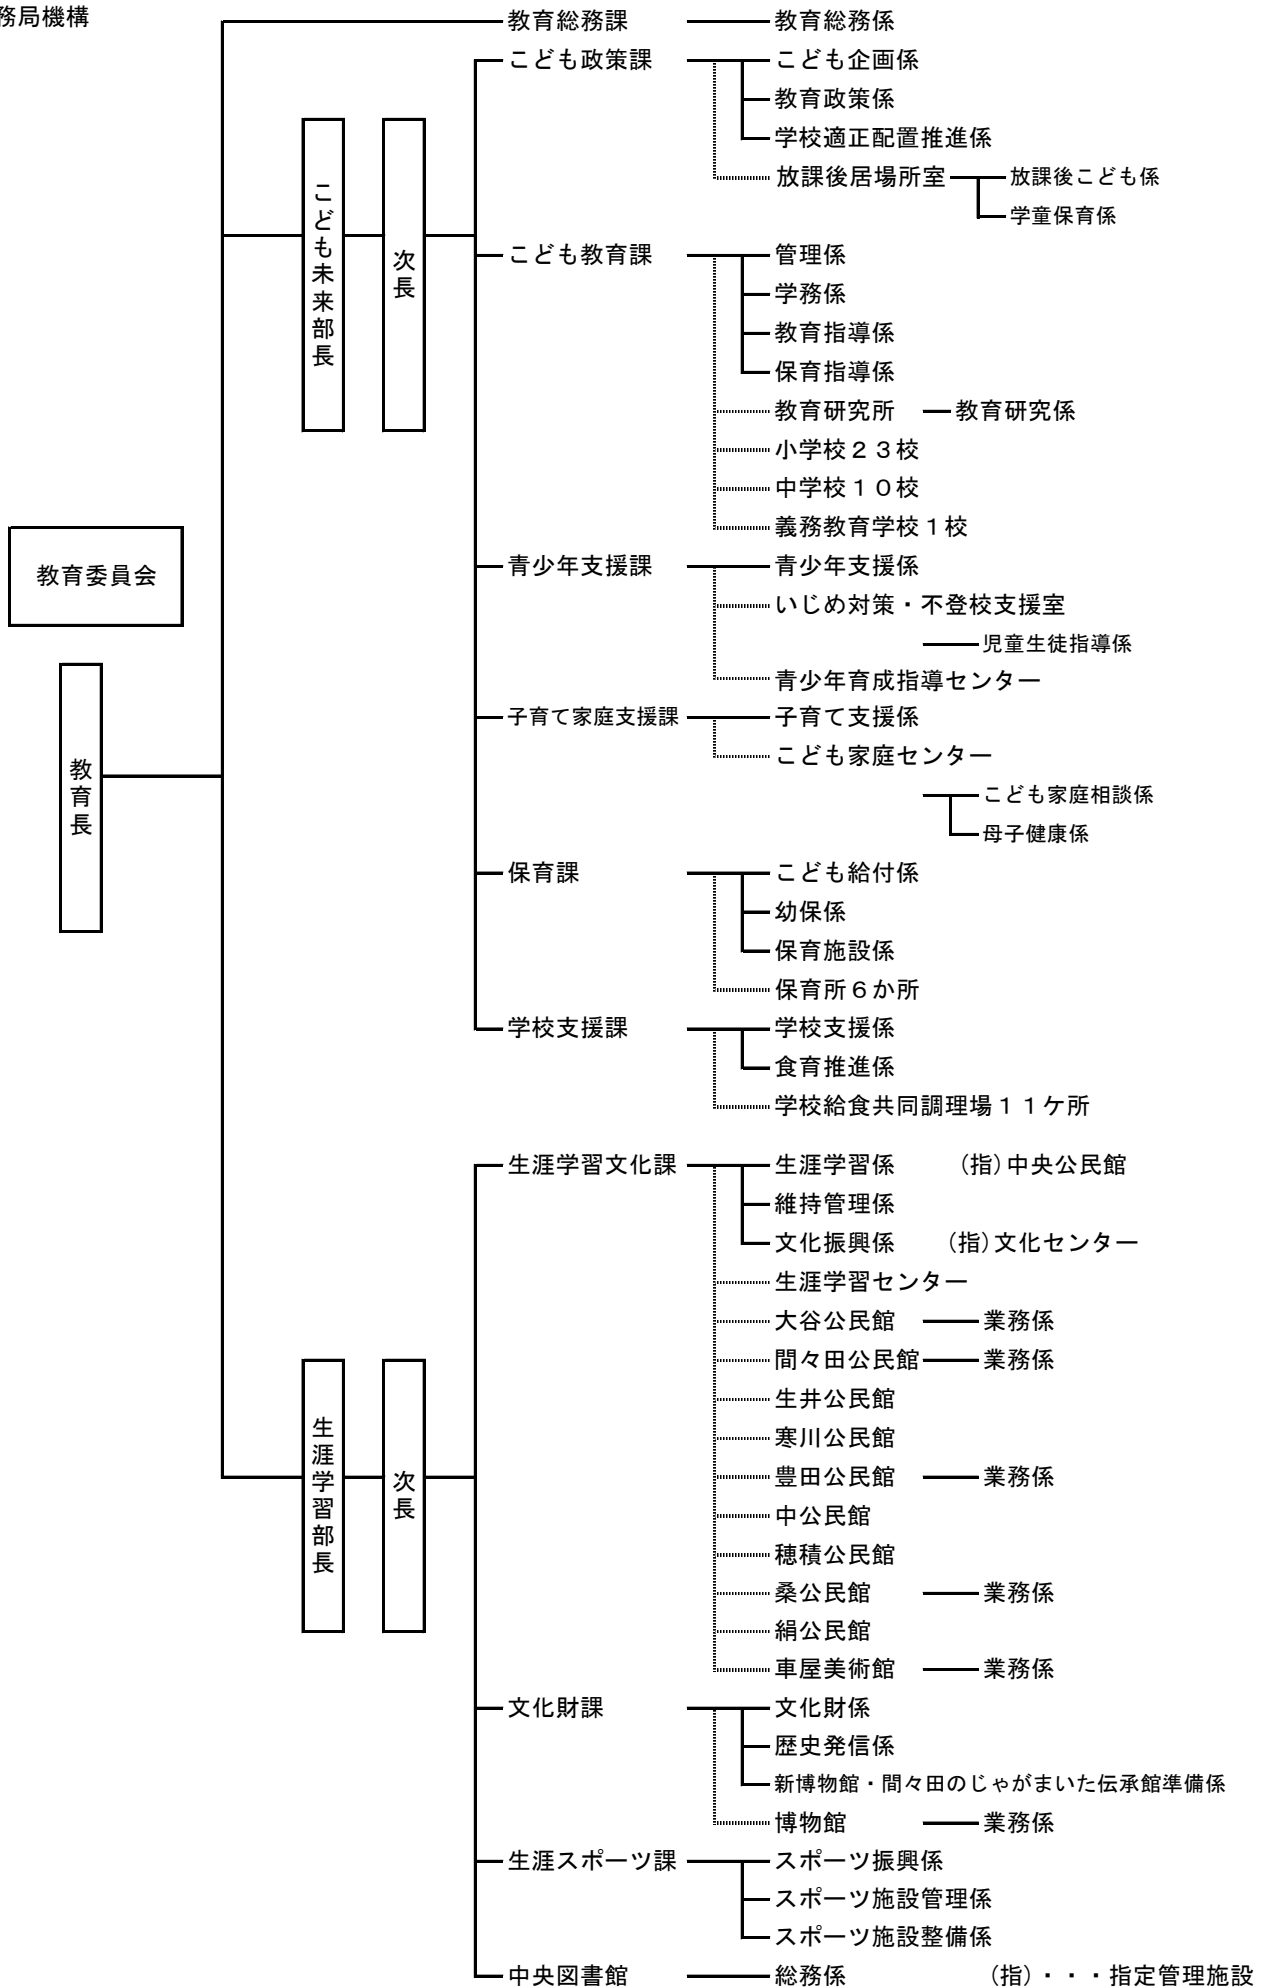 務局機構
教育総務課 教育総務係
こども政策課 こども企画係
教育政策係
学校適正配置推進係
放課後居場所室 放課後こども係
学童保育係
こども未来部長
次長
こども教育課 管理係
学務係
教育指導係
保育指導係
教育研究所 教育研究係
小学校２３校
中学校１０校
義務教育学校１校
教育委員会
青少年支援課 青少年支援係
いじめ対策・不登校支援室
児童生徒指導係
青少年育成指導センター
教育長
子育て家庭支援課 子育て支援係
こども家庭センター
こども家庭相談係
母子健康係
保育課 こども給付係
幼保係
保育施設係
保育所６か所
学校支援課 学校支援係
食育推進係
学校給食共同調理場１１ケ所
生涯学習文化課 生涯学習係 （指）中央公民館
維持管理係
文化振興係 （指）文化センター
生涯学習センター
大谷公民館 業務係
間々田公民館 業務係
生井公民館
寒川公民館
生涯学習部長
次長
豊田公民館 業務係
中公民館
穂積公民館
桑公民館 業務係
絹公民館
車屋美術館 業務係
文化財課 文化財係
歴史発信係
新博物館・間々田のじゃがまいた伝承館準備係
博物館 業務係
生涯スポーツ課 スポーツ振興係
スポーツ施設管理係
スポーツ施設整備係
中央図書館 総務係 （指）・・・指定管理施設